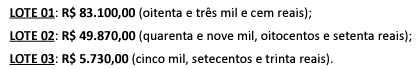 LOTE 01: R$ 83.100,00 (oitenta e três mil e cem reais);
LOTE 02: R$ 49.870,00 (quarenta e nove mil, oitocentos e setenta reais);
LOTE 03: R$ 5.730,00 (cinco mil, setecentos e trinta reais).